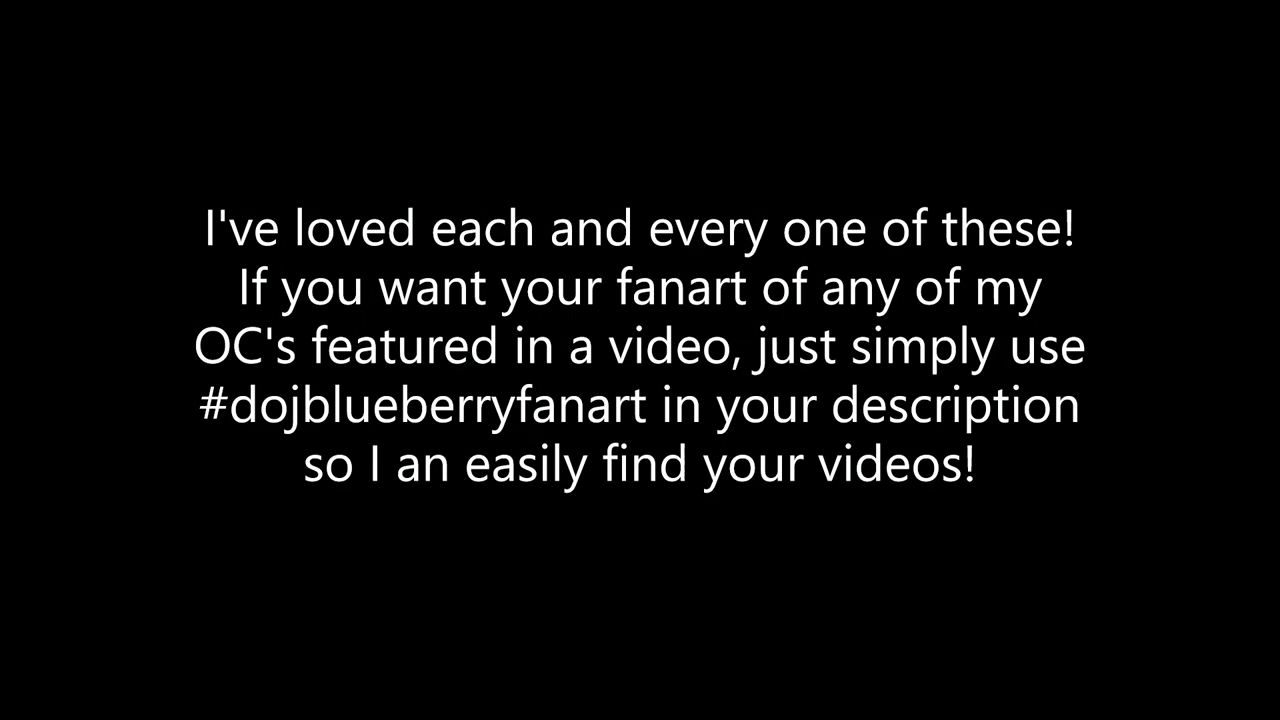 I've loved each and every one of these!
If you want your fanart of any of my
OC's featured in a video, just simply use
#dojblueberryfanart in your description
so I an easily find your videos!